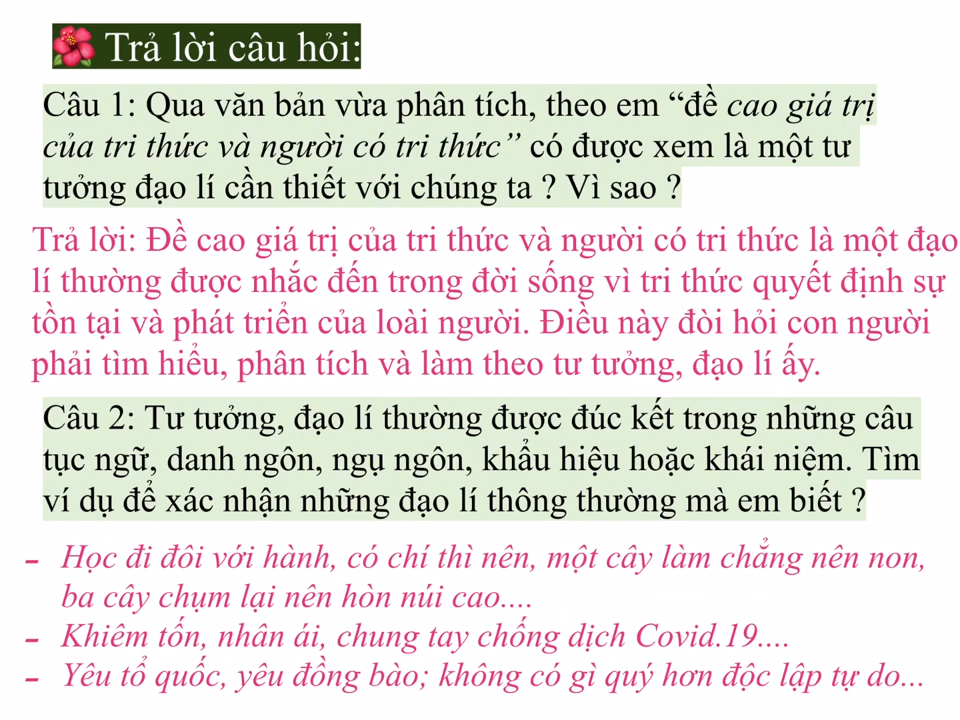 Trả lời câu hỏi:
Câu 1: Qua văn bản vừa phân tích, theo em “đề cao giá trị
của tri thức và người có tri thức” có được xem là một tư
tưởng đạo lí cần thiết với chúng ta ? Vì sao ?
Trả lời: Đề cao giá trị của tri thức và người có tri thức là một đạo
lí thường được nhắc đến trong đời sống vì tri thức quyết định sự
tồn tại và phát triển của loài người. Điều này đòi hỏi con người
phải tìm hiểu, phân tích và làm theo tư tưởng, đạo lí ấy.
Câu 2: Tư tưởng, đạo lí thường được đúc kết trong những câu
tục ngữ, danh ngôn, ngụ ngôn, khẩu hiệu hoặc khái niệm. Tìm
ví dụ để xác nhận những đạo lí thông thường mà em biết ?
- Học đi đôi với hành, có chí thì nên, một cây làm chẳng nên non,
ba cây chụm lại nên hòn núi cao....
- Khiêm tốn, nhân ái, chung tay chống dịch Covid.19....
- Yêu tổ quốc, yêu đồng bào; không có gì quý hơn độc lập tự do...